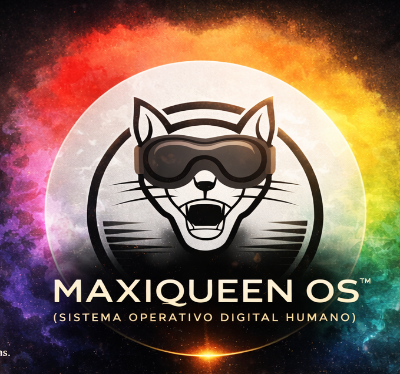 MAXIQUEEN OS™
(SISTEMA OPERATIVO DIGITAL HUMANO)